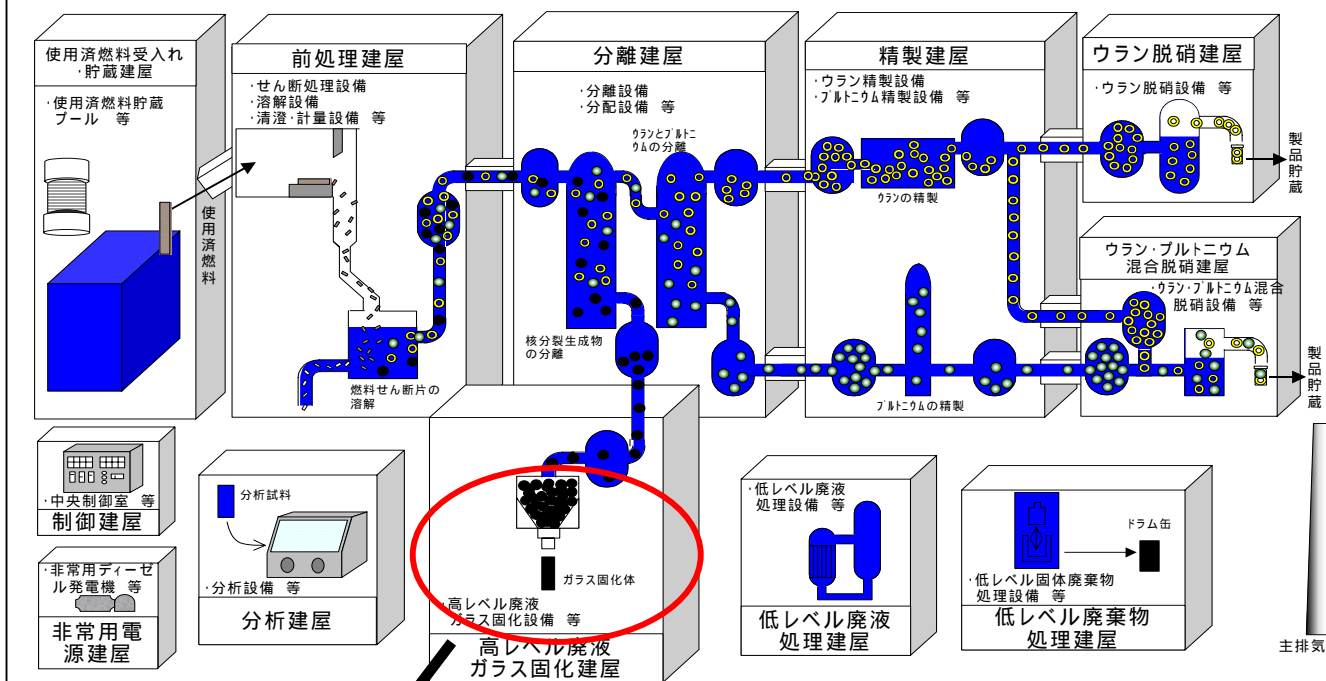 使用済燃料受入れ
・貯蔵建屋
・使用済燃料貯蔵
プール 等
使用済燃料
前処理建屋
・せん断処理設備
・溶解設備
・清澄・計量設備 等
燃料せん断片の
溶解
分離建屋
・分離設備
・分配設備 等
ウランとプルトニ
ウムの分離
核分裂生成物
の分離
精製建屋
・ウラン精製設備
・プルトニウム精製設備 等
ウランの精製
プルトニウムの精製
ウラン脱硝建屋
・ウラン脱硝設備 等
製品貯蔵
ウラン・プルトニウム
混合脱硝建屋
・ウラン・プルトニウム混合
脱硝設備 等
製品貯蔵
・中央制御室 等
制御建屋
・非常用ディーゼ
ル発電機 等
非常用電
源建屋
分析試料
・分析設備 等
分析建屋
ガラス固化体
・高レベル廃液
ガラス固化設備 等
高レベル廃液
ガラス固化建屋
・低レベル廃液
処理設備 等
低レベル廃液
処理建屋
ドラム缶
・低レベル固体廃棄物
処理設備 等
低レベル廃棄物
処理建屋
主排気